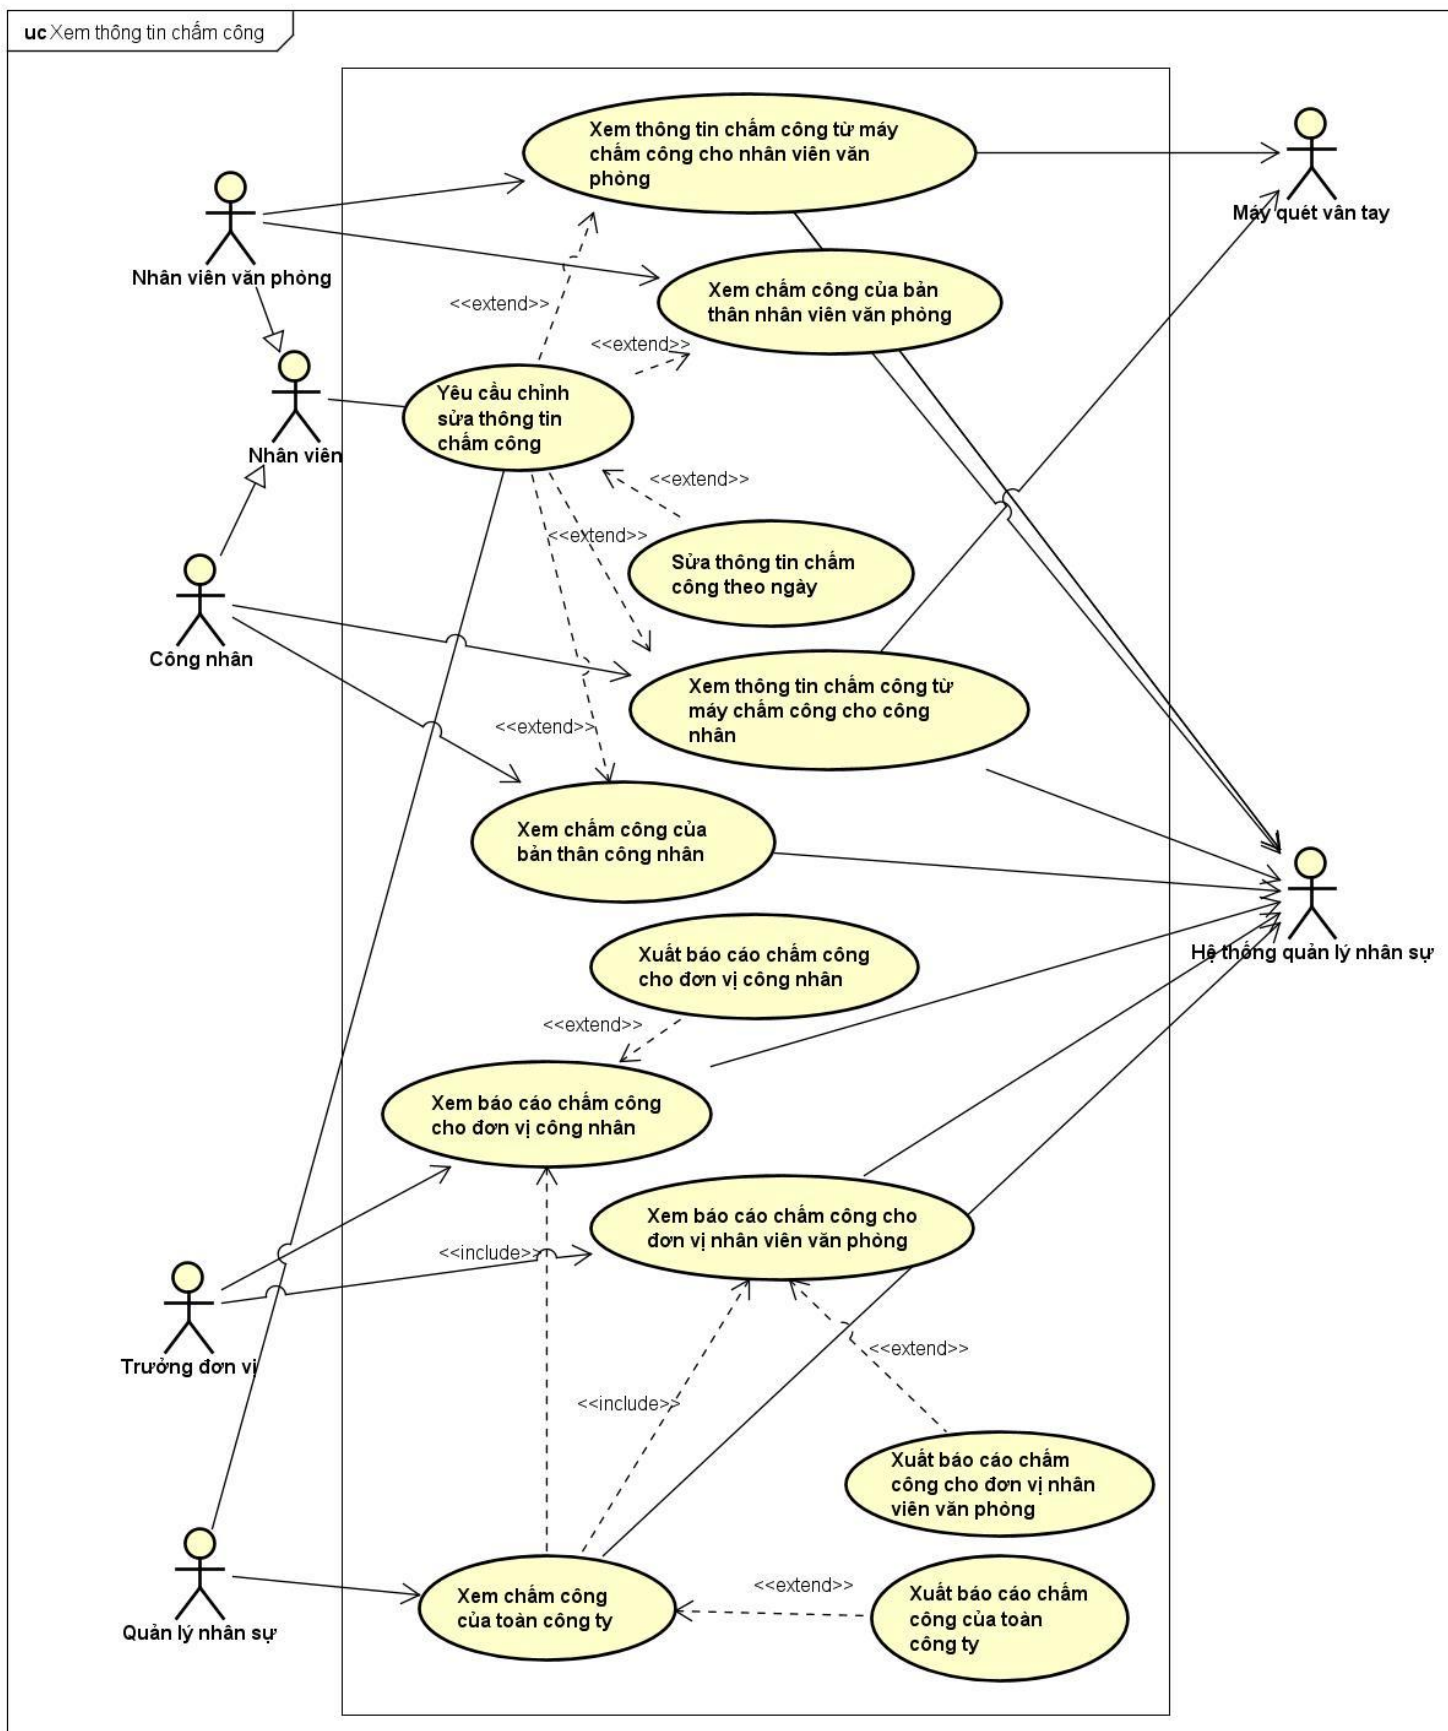 uc Xem thông tin chấm công
Xem thông tin chấm công từ máy
chấm công cho nhân viên văn
phòng
Máy quét vân tay
Nhân viên văn phòng
Xem chấm công của bản
thân nhân viên văn phòng
<<extend>>
<<extend>>
Yêu cầu chỉnh
sửa thông tin
chấm công
Nhân viên
<<extend>>
<<extend>>
Sửa thông tin chấm
công theo ngày
Công nhân
Xem thông tin chấm công từ
máy chấm công cho công
nhân
<<extend>>
Xem chấm công của
bản thân công nhân
Hệ thống quản lý nhân sự
Xuất báo cáo chấm công
cho đơn vị công nhân
<<extend>>
Xem báo cáo chấm công
cho đơn vị công nhân
Xem báo cáo chấm công cho
đơn vị nhân viên văn phòng
<<include>>
Trưởng đơn vị
<<extend>>
<<include>>
Xuất báo cáo chấm
công cho đơn vị nhân
viên văn phòng
Quản lý nhân sự
Xem chấm công
của toàn công ty
<<extend>>
Xuất báo cáo chấm
công của toàn
công ty